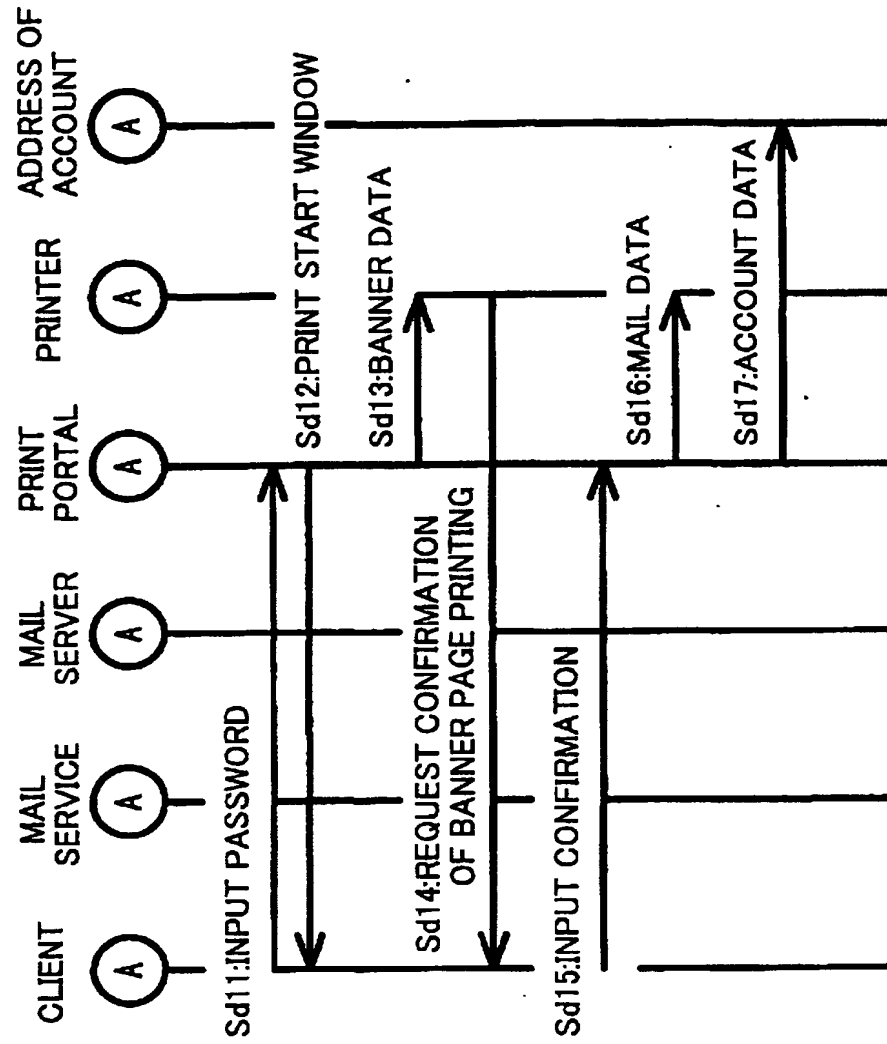 CLIENT
A
MAIL
SERVICE
A
MAIL
SERVER
A
PRINT
PORTAL
A
PRINTER
A
ADDRESS OF
ACCOUNT
A
Sd11:INPUT PASSWORD
Sd12:PRINT START WINDOW
Sd13:BANNER DATA
Sd14:REQUEST CONFIRMATION
OF BANNER PAGE PRINTING
Sd15:INPUT CONFIRMATION
Sd16:MAIL DATA
Sd17:ACCOUNT DATA